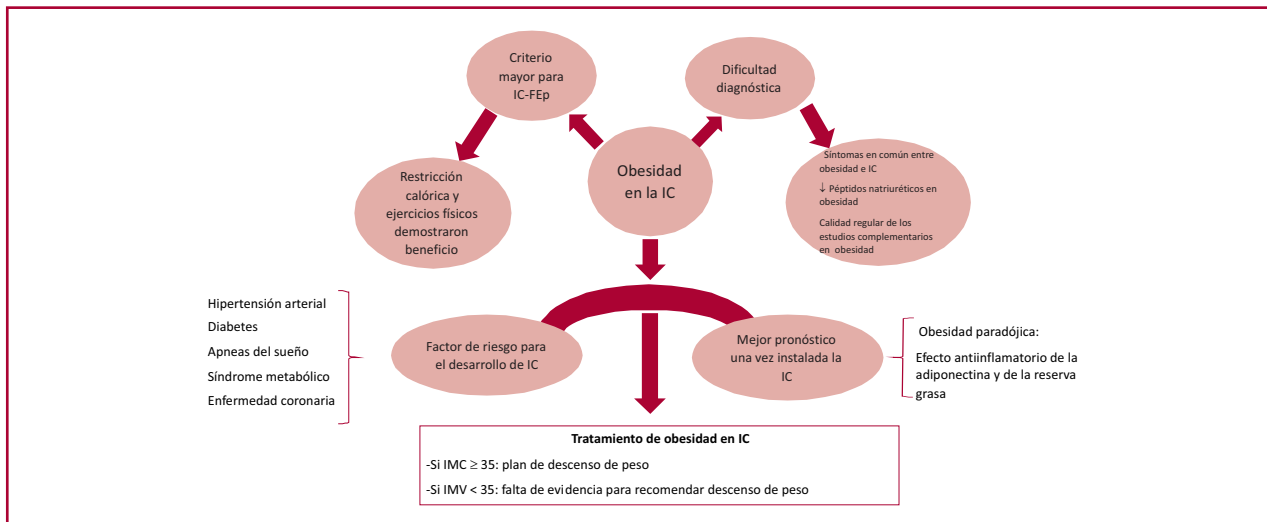 Criterio
mayor para
IC-FEp
Dificultad
diagnóstica
Obesidad
en la IC
Restricción
calórica y
ejercicios físicos
demostraron
beneficio
Síntomas en común entre
obesidad e IC
↓ Péptidos natriuréticos en
obesidad
Calidad regular de los
estudios complementarios
en obesidad
Hipertensión arterial
Diabetes
Apneas del sueño
Síndrome metabólico
Enfermedad coronaria
Factor de riesgo para
el desarrollo de IC
Mejor pronóstico
una vez instalada la
IC
Obesidad paradójica:
Efecto antiinflamatorio de la
adiponectina y de la reserva
grasa
Tratamiento de obesidad en IC
-Si IMC ≥ 35: plan de descenso de peso
-Si IMV < 35: falta de evidencia para recomendar descenso de peso